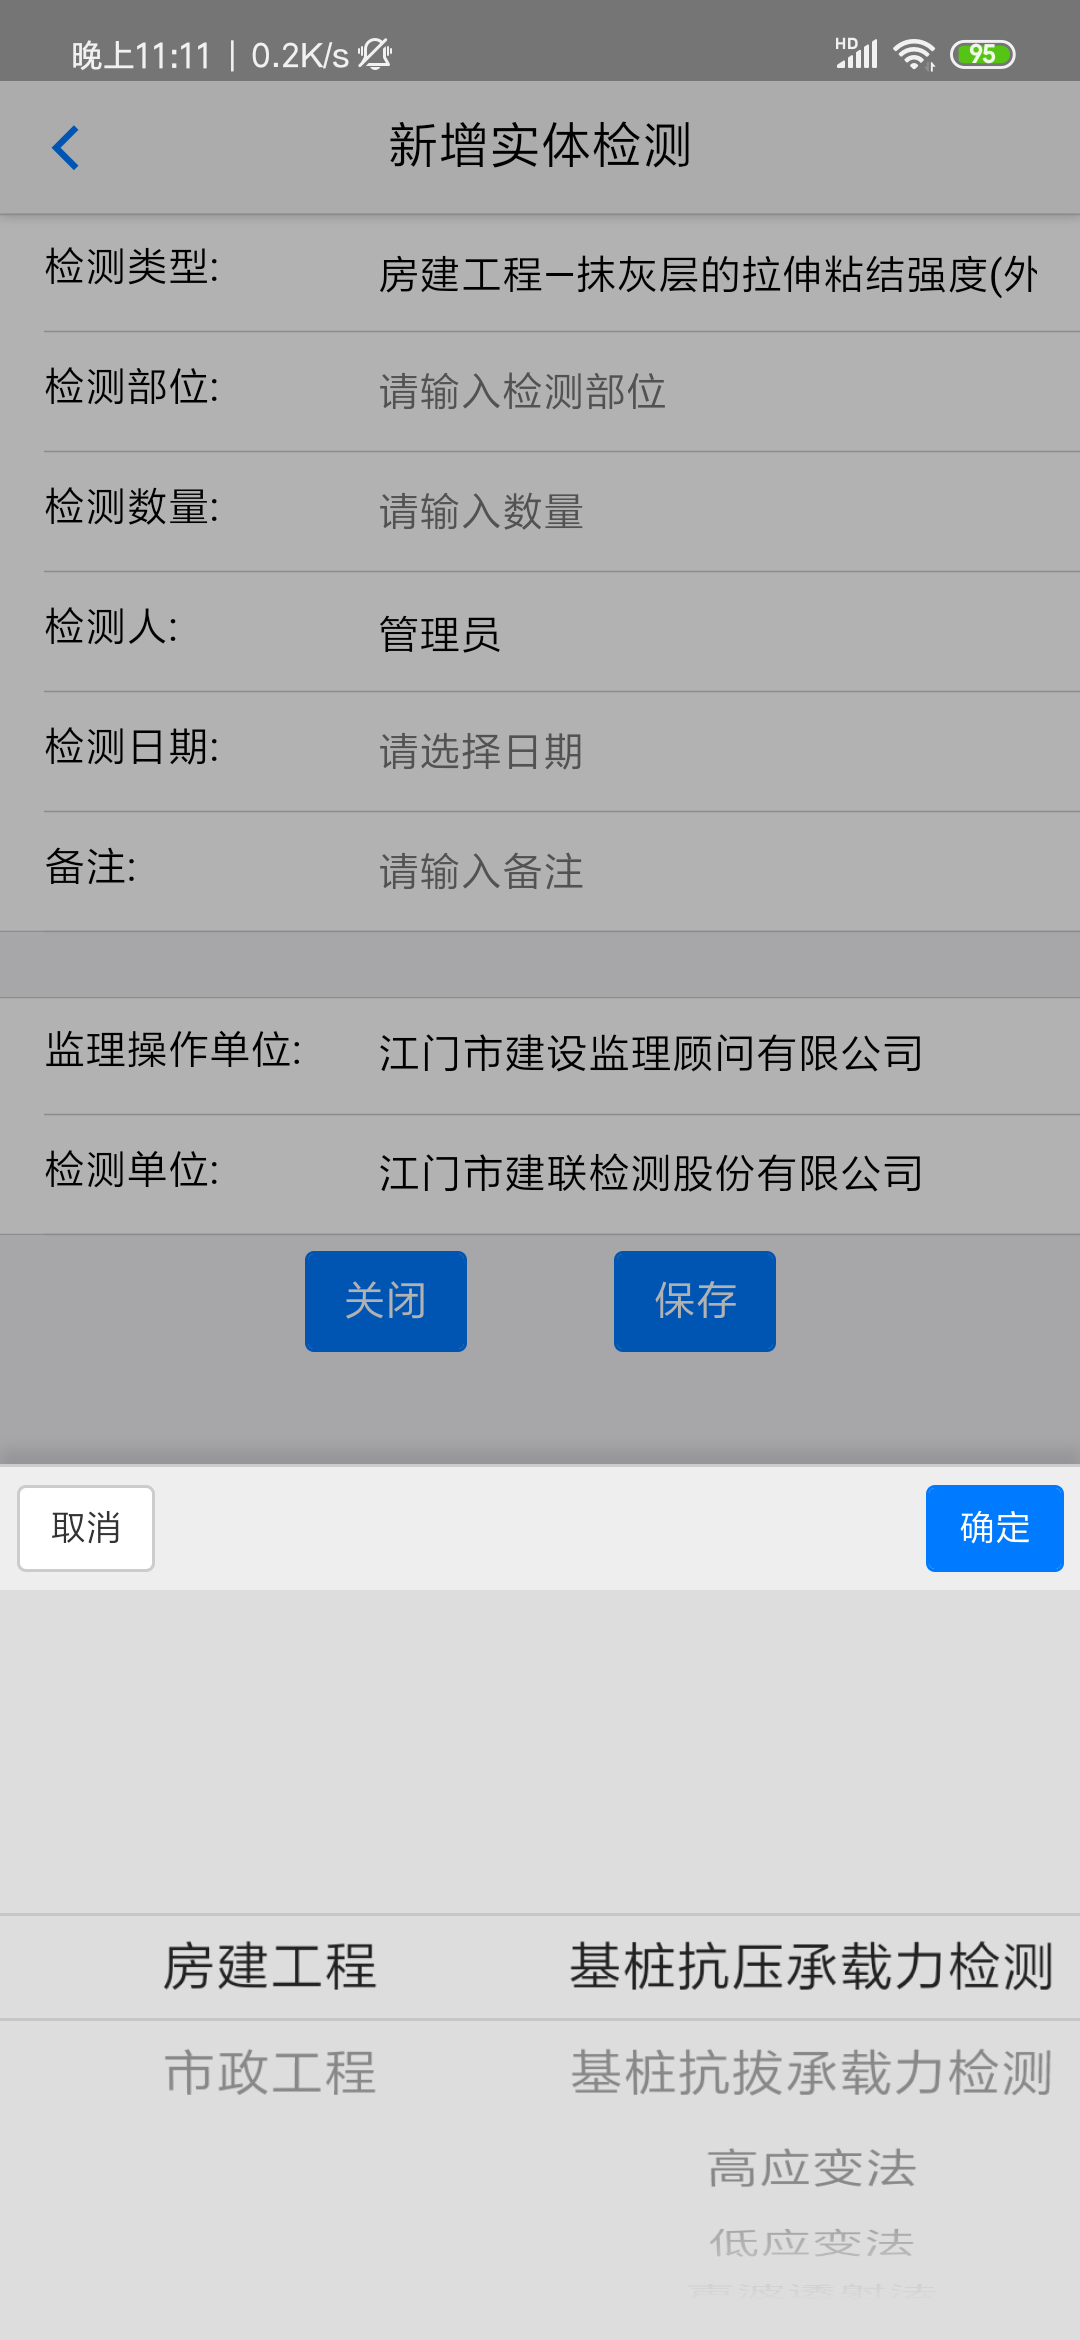 晚上11:11 | 0.2K/s
HD
95
新增实体检测
检测类型: 房建工程-抹灰层的拉伸粘结强度(外
检测部位: 请输入检测部位
检测数量: 请输入数量
检测人: 管理员
检测日期: 请选择日期
备注: 请输入备注
监理操作单位: 江门市建设监理顾问有限公司
检测单位: 江门市建联检测股份有限公司
关闭 保存
取消 确定
房建工程 基桩抗压承载力检测
市政工程 基桩抗拔承载力检测
高应变法
低应变法